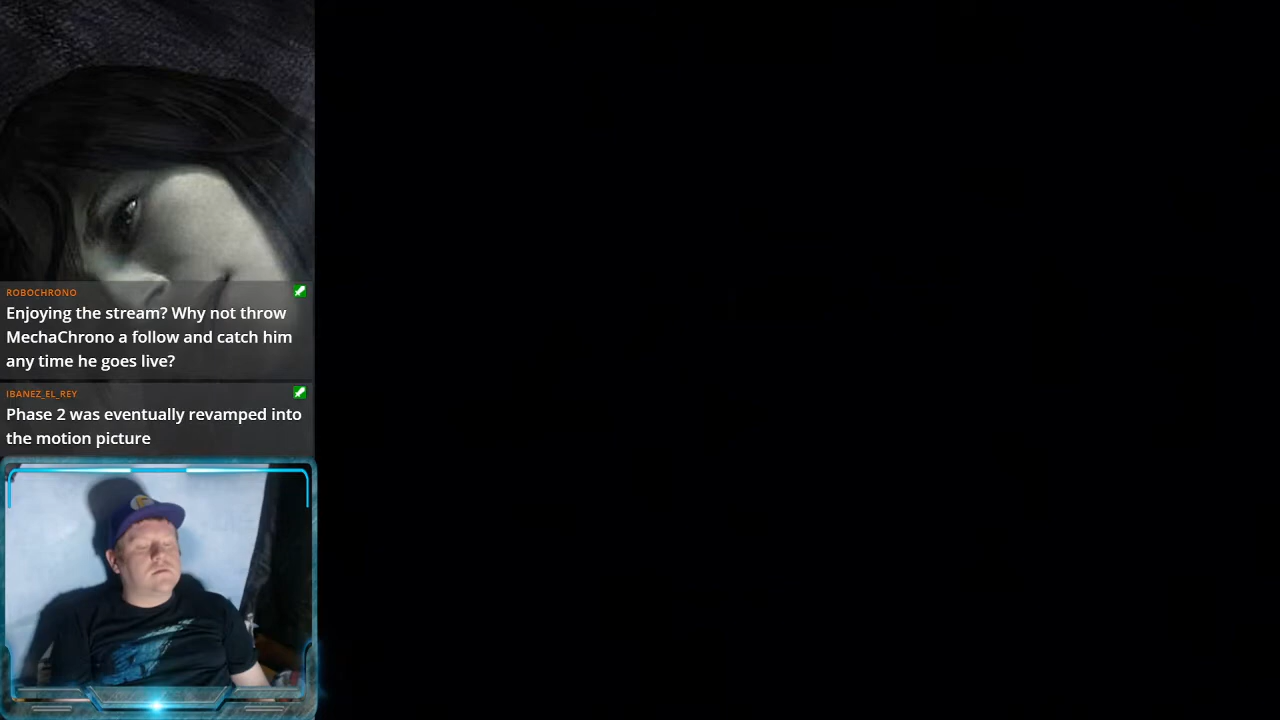 ROBOCHRONO
Enjoying the stream? Why not throw
MechaChrono a follow and catch him
any time he goes live?
IBANEZ_EL_REY
Phase 2 was eventually revamped into
the motion picture